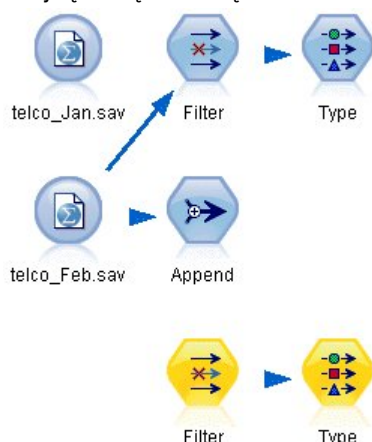 telco_Jan.sav
Filter
Type
telco_Feb.sav
Append
Filter
Type